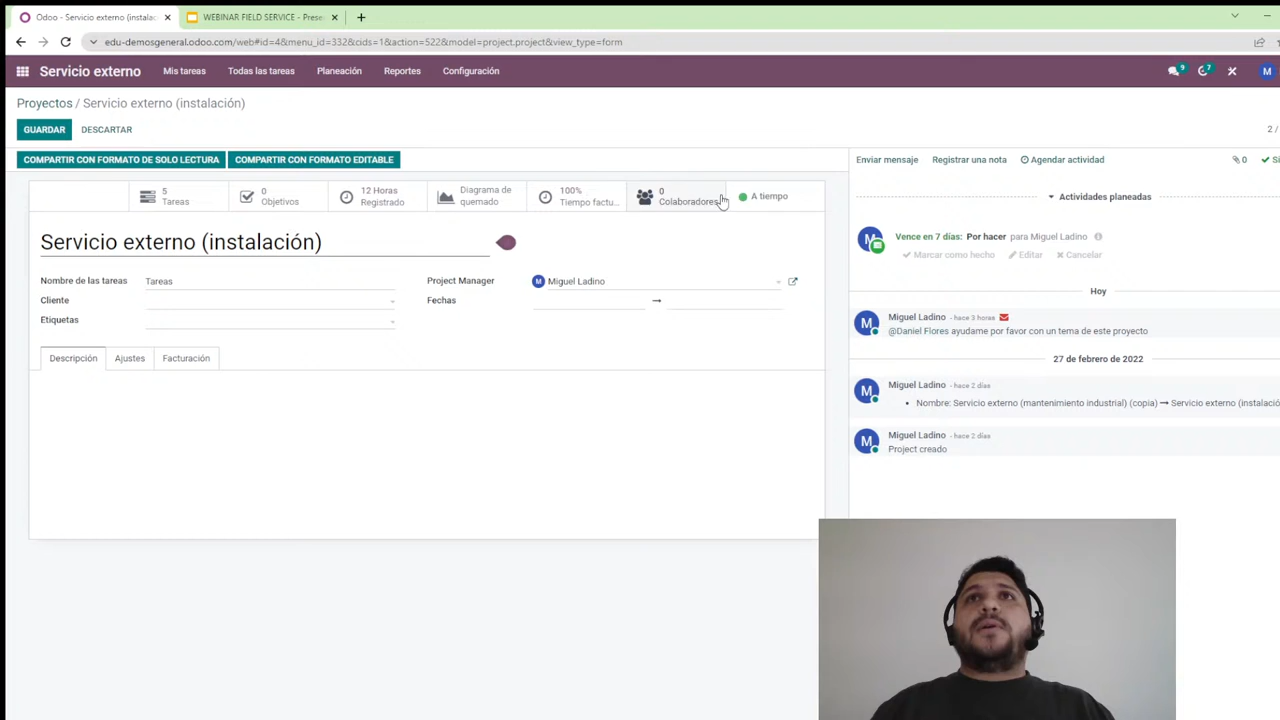 Odoo - Servicio externo (instalac
WEBINAR FIELD SERVICE - Prese
edu-demosgeneral.odoo.com/web#id=4&menu_id=332&cids=1&action=522&model=project.project&view_type=form
Servicio externo
Mis tareas
Todas las tareas
Planeación
Reportes
Configuración
9
7
M
Proyectos / Servicio externo (instalación)
GUARDAR
DESCARTAR
2 /
COMPARTIR CON FORMATO DE SOLO LECTURA
COMPARTIR CON FORMATO EDITABLE
Enviar mensaje
Registrar una nota
Agendar actividad
0
5
Tareas
0
Objetivos
12 Horas
Registrado
Diagrama de
quemado
100%
Tiempo factu...
0
Colaboradores
A tiempo
Actividades planeadas
Servicio externo (instalación)
M
Vence en 7 días: Por hacer para Miguel Ladino
Marcar como hecho
Editar
Cancelar
Nombre de las tareas
Tareas
Project Manager
M
Miguel Ladino
Cliente
Fechas
Etiquetas
Hoy
M
Miguel Ladino - hace 3 horas
@Daniel Flores ayudame por favor con un tema de este proyecto
Descripción
Ajustes
Facturación
27 de febrero de 2022
M
Miguel Ladino - hace 2 días
Nombre: Servicio externo (mantenimiento industrial) (copia) → Servicio externo (instalació
M
Miguel Ladino - hace 2 días
Project creado